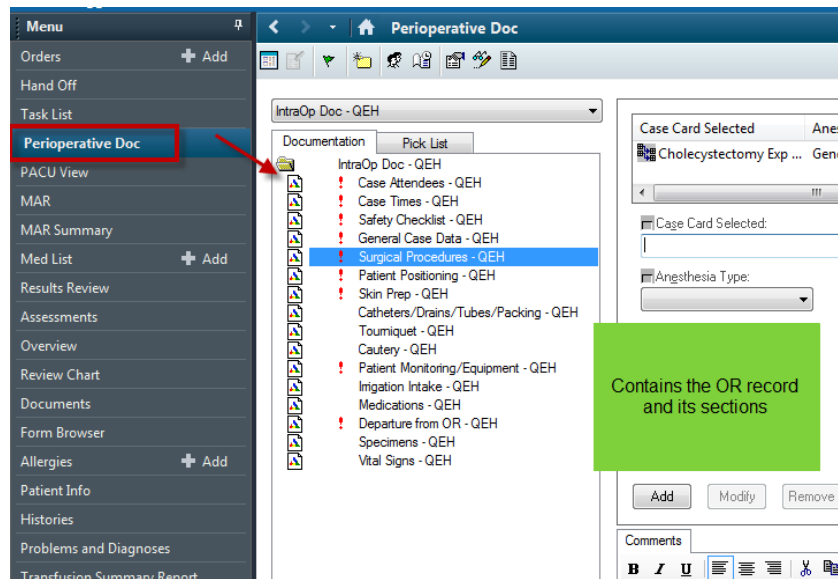 Menu
Orders
Add
Hand Off
Task List
Perioperative Doc
PACU View
MAR
MAR Summary
Med List
Add
Results Review
Assessments
Overview
Review Chart
Documents
Form Browser
Allergies
Add
Patient Info
Histories
Problems and Diagnoses
Transfusion Summary Report
Perioperative Doc
IntraOp Doc - QEH
Documentation
Pick List
IntraOp Doc - QEH
! Case Attendees - QEH
! Case Times - QEH
! Safety Checklist - QEH
! General Case Data - QEH
! Surgical Procedures - QEH
! Patient Positioning - QEH
! Skin Prep - QEH
Catheters/Drains/Tubes/Packing - QEH
Tourniquet - QEH
Cautery - QEH
! Patient Monitoring/Equipment - QEH
Irrigation Intake - QEH
Medications - QEH
! Departure from OR - QEH
Specimens - QEH
Vital Signs - QEH
Case Card Selected
Cholecystectomy Exp ...
Case Card Selected:
Anesthesia Type:
Contains the OR record
and its sections
Add
Modify
Remove
Comments
B I U